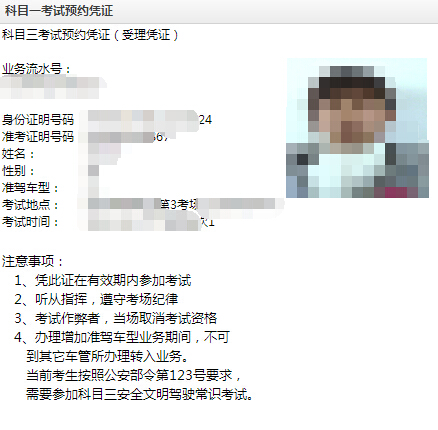 科目一考试预约凭证
科目三考试预约凭证（受理凭证）
业务流水号：
身份证明号码 24
准考证明号码
姓名：
性别：
准驾车型：
考试地点： 第3考场
考试时间： 次1
注意事项：
1、凭此证在有效期内参加考试
2、听从指挥，遵守考场纪律
3、考试作弊者，当场取消考试资格
4、办理增加准驾车型业务期间，不可
到其它车管所办理转入业务。
当前考生按照公安部令第123号要求，
需要参加科目三安全文明驾驶常识考试。